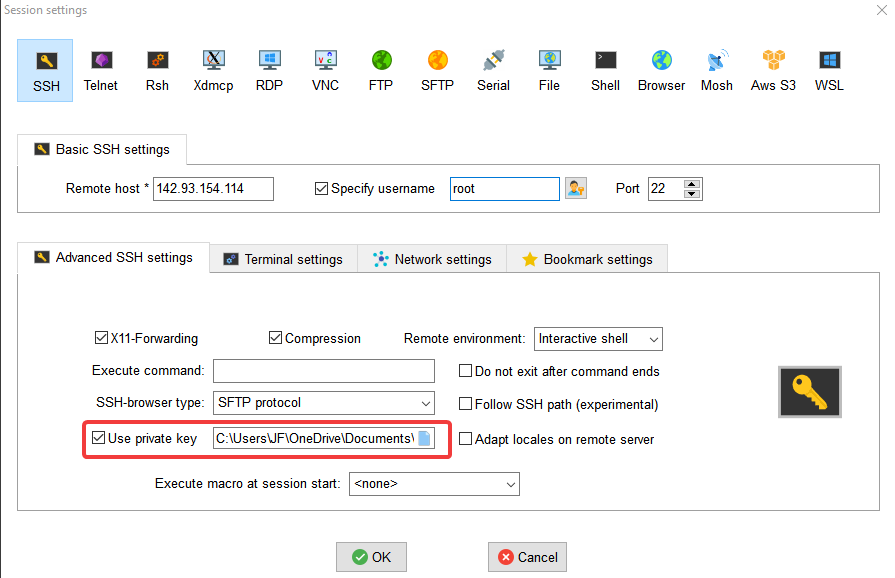 Session settings
SSH Telnet Rsh Xdmcp RDP VNC FTP SFTP Serial File Shell Browser Mosh Aws S3 WSL
Basic SSH settings
Remote host * 142.93.154.114 Specify username root Port 22
Advanced SSH settings Terminal settings Network settings Bookmark settings
X11-Forwarding Compression Remote environment: Interactive shell
Execute command: Do not exit after command ends
SSH-browser type: SFTP protocol Follow SSH path (experimental)
Use private key C:\Users\JF\OneDrive\Documents\ Adapt locales on remote server
Execute macro at session start: <none>
OK Cancel